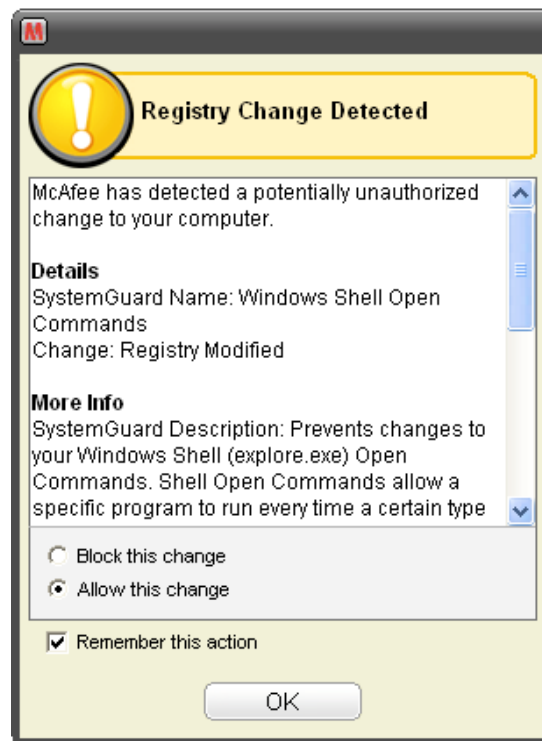 M
Registry Change Detected
McAfee has detected a potentially unauthorized
change to your computer.
Details
SystemGuard Name: Windows Shell Open
Commands
Change: Registry Modified
More Info
SystemGuard Description: Prevents changes to
your Windows Shell (explore.exe) Open
Commands. Shell Open Commands allow a
specific program to run every time a certain type
Block this change
Allow this change
Remember this action
OK